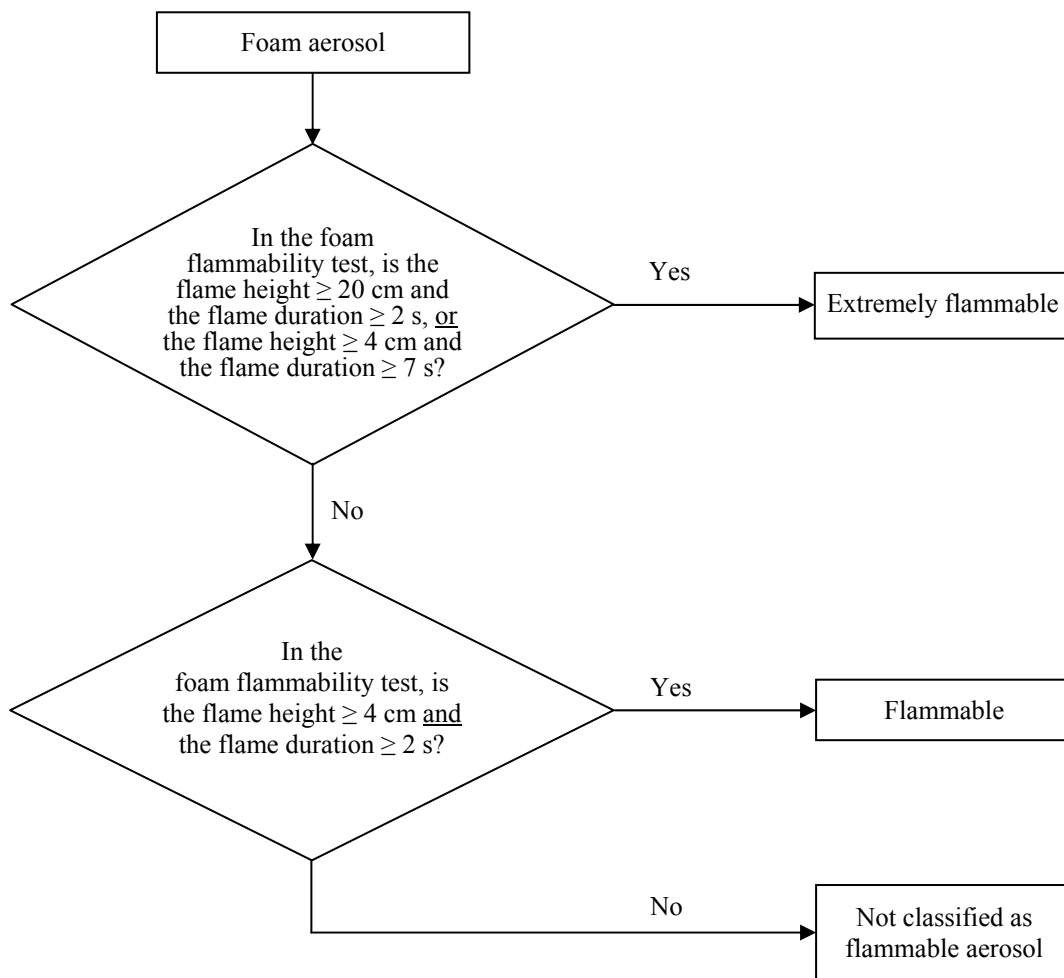 Foam aerosol
In the foam
flammability test, is the
flame height ≥ 20 cm and
the flame duration ≥ 2 s, or
the flame height ≥ 4 cm and
the flame duration ≥ 7 s?
Yes
Extremely flammable
No
In the
foam flammability test, is
the flame height ≥ 4 cm and
the flame duration ≥ 2 s?
Yes
Flammable
No
Not classified as
flammable aerosol